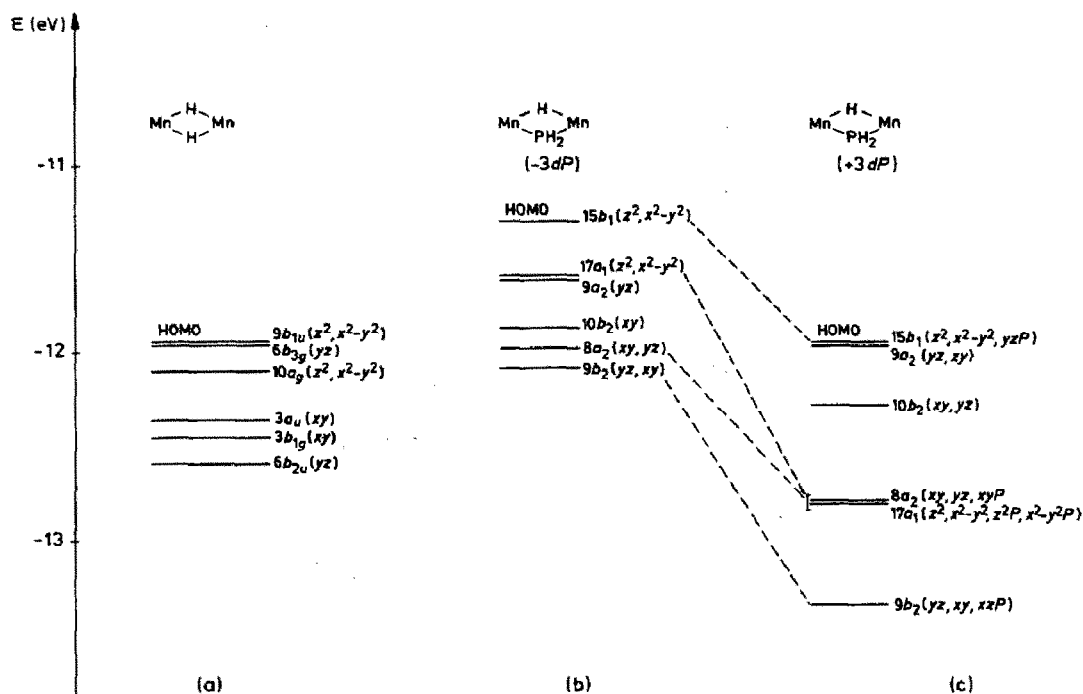 E (eV)
-11
-12
-13
H
Mn Mn
H
HOMO
9b₁ᵤ(z², x²-y²)
6b₃g(yz)
10a_g(z², x²-y²)
3aᵤ(xy)
3b₁g(xy)
6b₂ᵤ(yz)
(a)
H
Mn Mn
PH₂
(-3dP)
HOMO
15b₁(z², x²-y²)
17a₁(z², x²-y²)
9a₂(yz)
10b₂(xy)
8a₂(xy, yz)
9b₂(yz, xy)
(b)
H
Mn Mn
PH₂
(+3dP)
HOMO
15b₁(z², x²-y², yzP)
9a₂(yz, xy)
10b₂(xy, yz)
8a₂(xy, yz, xyP
17a₁(z², x²-y², z²P, x²-y²P)
9b₂(yz, xy, xzP)
(c)